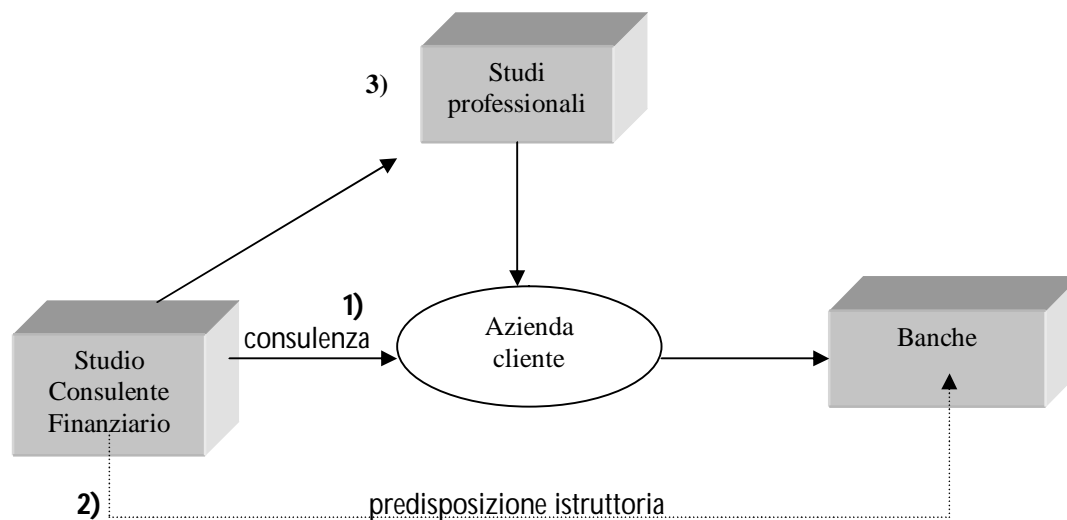 Studi
professionali
3)
1)
consulenza
Azienda
cliente
Banche
Studio
Consulente
Finanziario
2)
predisposizione istruttoria